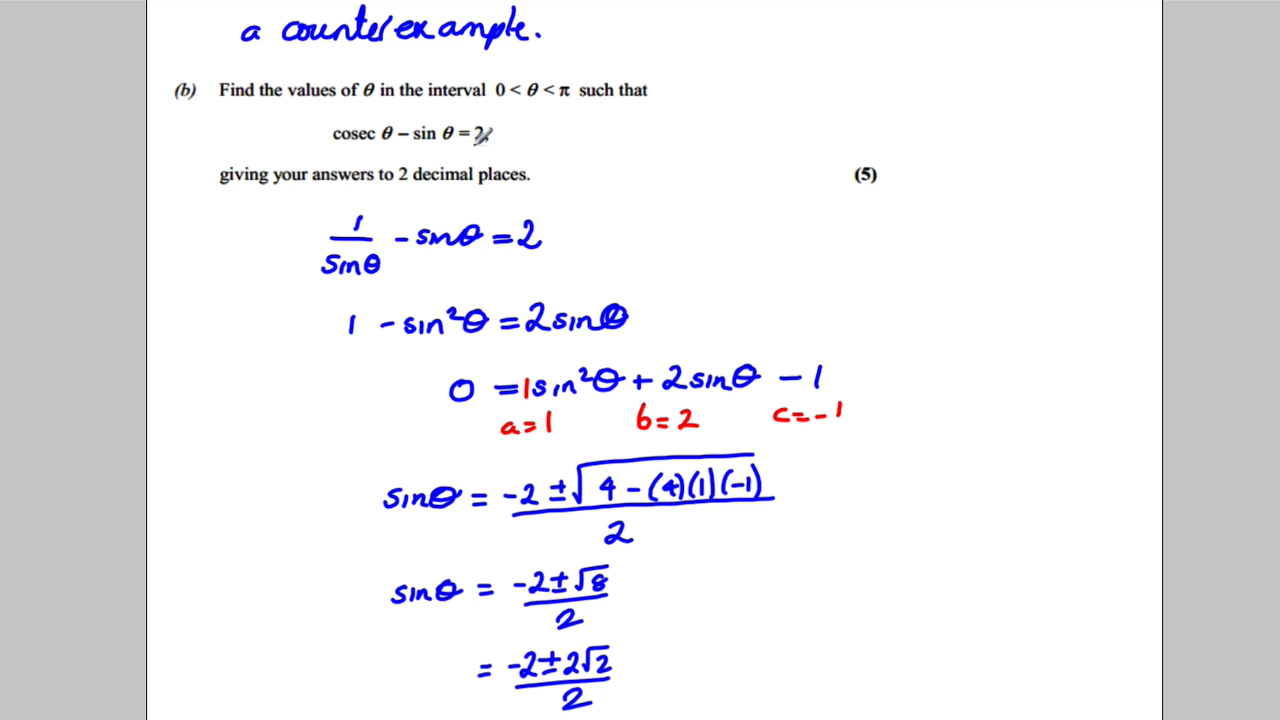 a counterexample.
(b) Find the values of θ in the interval 0 < θ < π such that
cosec θ – sin θ = 2
giving your answers to 2 decimal places. (5)
1/sinθ - sinθ = 2
1 - sin²θ = 2sinθ
0 = 1sin²θ + 2sinθ - 1
a=1 b=2 c=-1
sinθ = (-2 ± √(4 - (4)(1)(-1)))/2
sinθ = (-2 ± √8)/2
= (-2 ± 2√2)/2